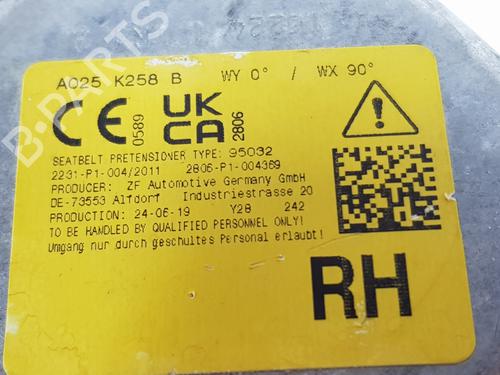 A025 K258 B WY 0° / WX 90°
CE 0589 UK CA 2806
SEATBELT PRETENSIONER TYPE: 95032
2231-P1-004/2011 2806-P1-004369
PRODUCER: ZF Automotive Germany GmbH
DE-73553 Alfdorf Industriestrasse 20
PRODUCTION: 24-06-19 Y28 242
TO BE HANDLED BY QUALIFIED PERSONNEL ONLY!
Umgang nur durch geschultes Personal erlaubt!
RH
B-PARTS